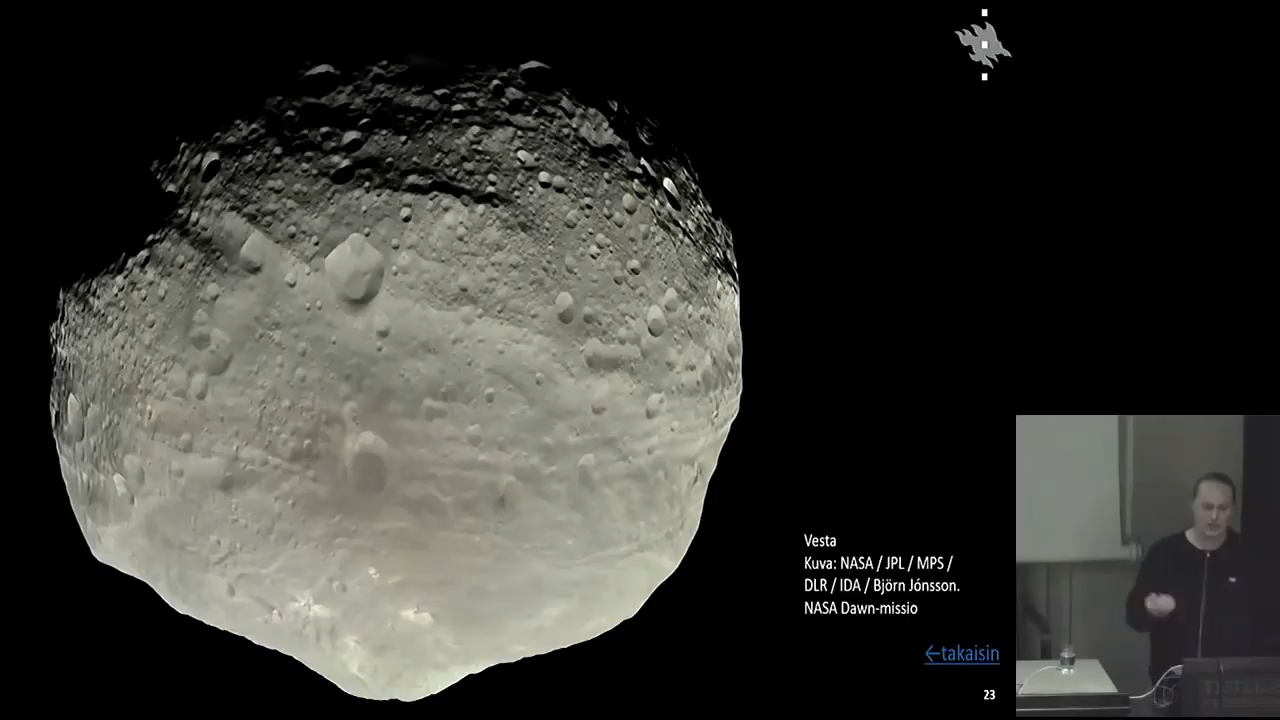 Vesta
Kuva: NASA / JPL / MPS /
DLR / IDA / Björn Jónsson.
NASA Dawn-missio
←takaisin
23